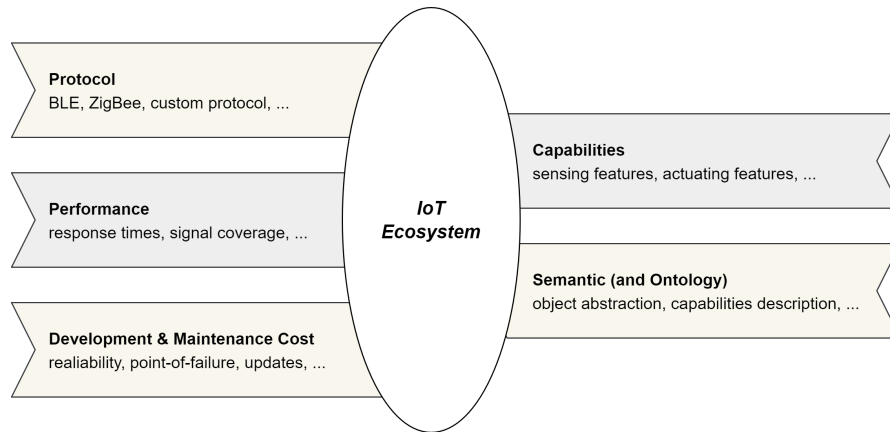 Protocol
BLE, ZigBee, custom protocol, ...
Performance
response times, signal coverage, ...
Development & Maintenance Cost
realiability, point-of-failure, updates, ...
IoT
Ecosystem
Capabilities
sensing features, actuating features, ...
Semantic (and Ontology)
object abstraction, capabilities description, ...